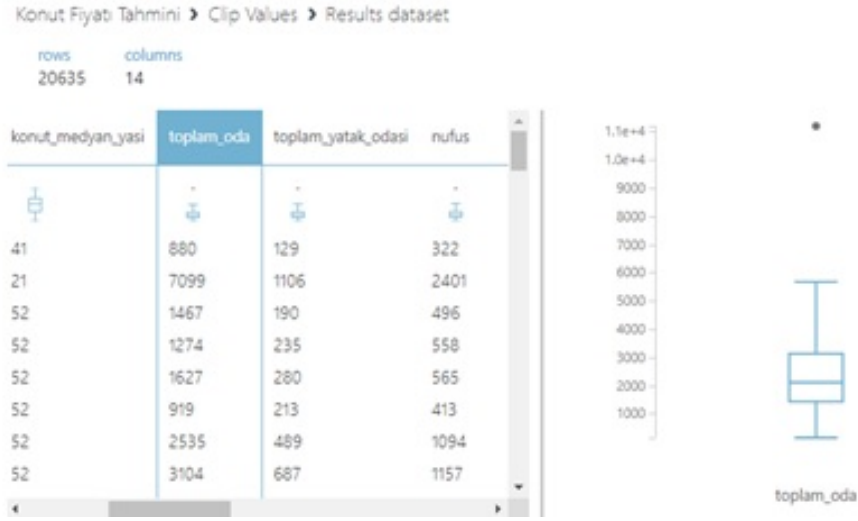 Konut Fiyatı Tahmini > Clip Values > Results dataset
rows columns
20635 14
konut_medyan_yasi toplam_oda toplam_yatak_odasi nufus
41 880 129 322
21 7099 1106 2401
52 1467 190 496
52 1274 235 558
52 1627 280 565
52 919 213 413
52 2535 489 1094
52 3104 687 1157
1.1e+4
1.0e+4
9000
8000
7000
6000
5000
4000
3000
2000
1000
toplam_oda